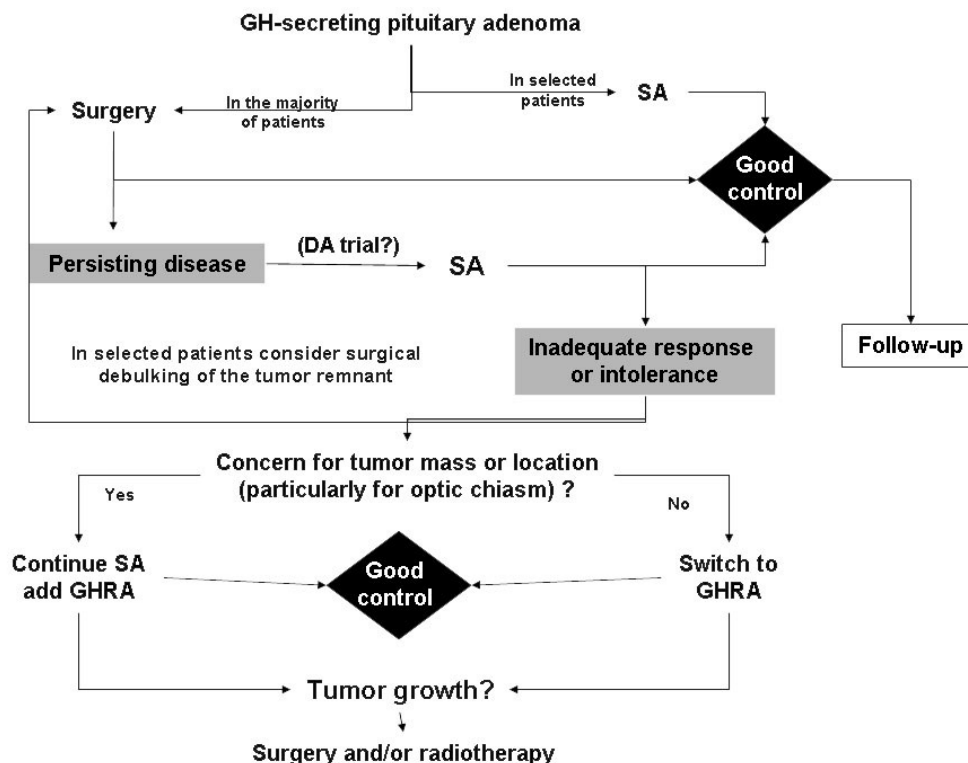 GH-secreting pituitary adenoma
In selected
patients
SA
Surgery
In the majority
of patients
Good
control
Persisting disease
(DA trial?)
SA
In selected patients consider surgical
debulking of the tumor remnant
Inadequate response
or intolerance
Follow-up
Concern for tumor mass or location
(particularly for optic chiasm) ?
Yes
No
Continue SA
add GHRA
Good
control
Switch to
GHRA
Tumor growth?
Surgery and/or radiotherapy